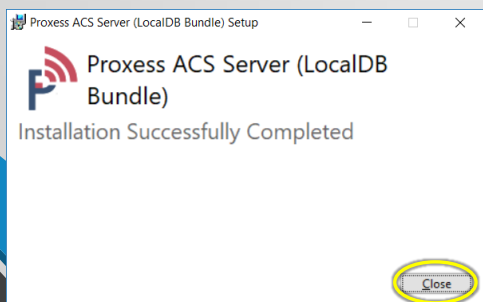 Proxess ACS Server (LocalDB Bundle) Setup
Proxess ACS Server (LocalDB
Bundle)
Installation Successfully Completed
Close